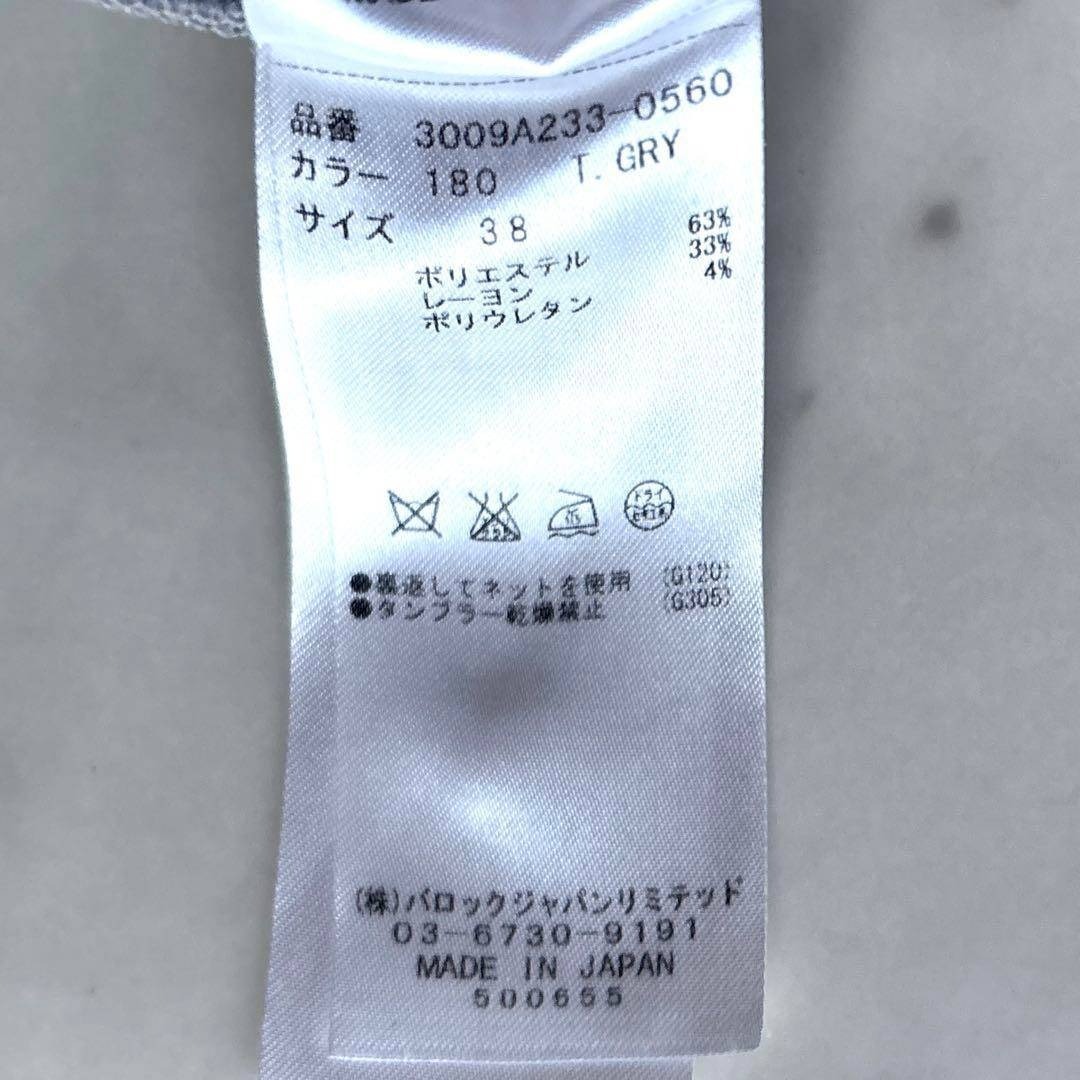 品番 3009A233-0560
カラー 180 T.GRY
サイズ 38
ポリエステル 63%
レーヨン 33%
ポリウレタン 4%
ドライ
●裏返してネットを使用 (G120)
●タンブラー乾燥禁止 (G305)
(株)バロックジャパンリミテッド
03-6730-9191
MADE IN JAPAN
500655